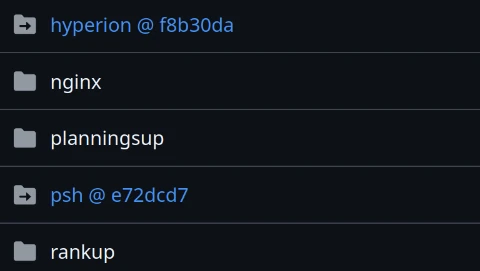 hyperion @ f8b30da
nginx
planningsup
psh @ e72dcd7
rankup